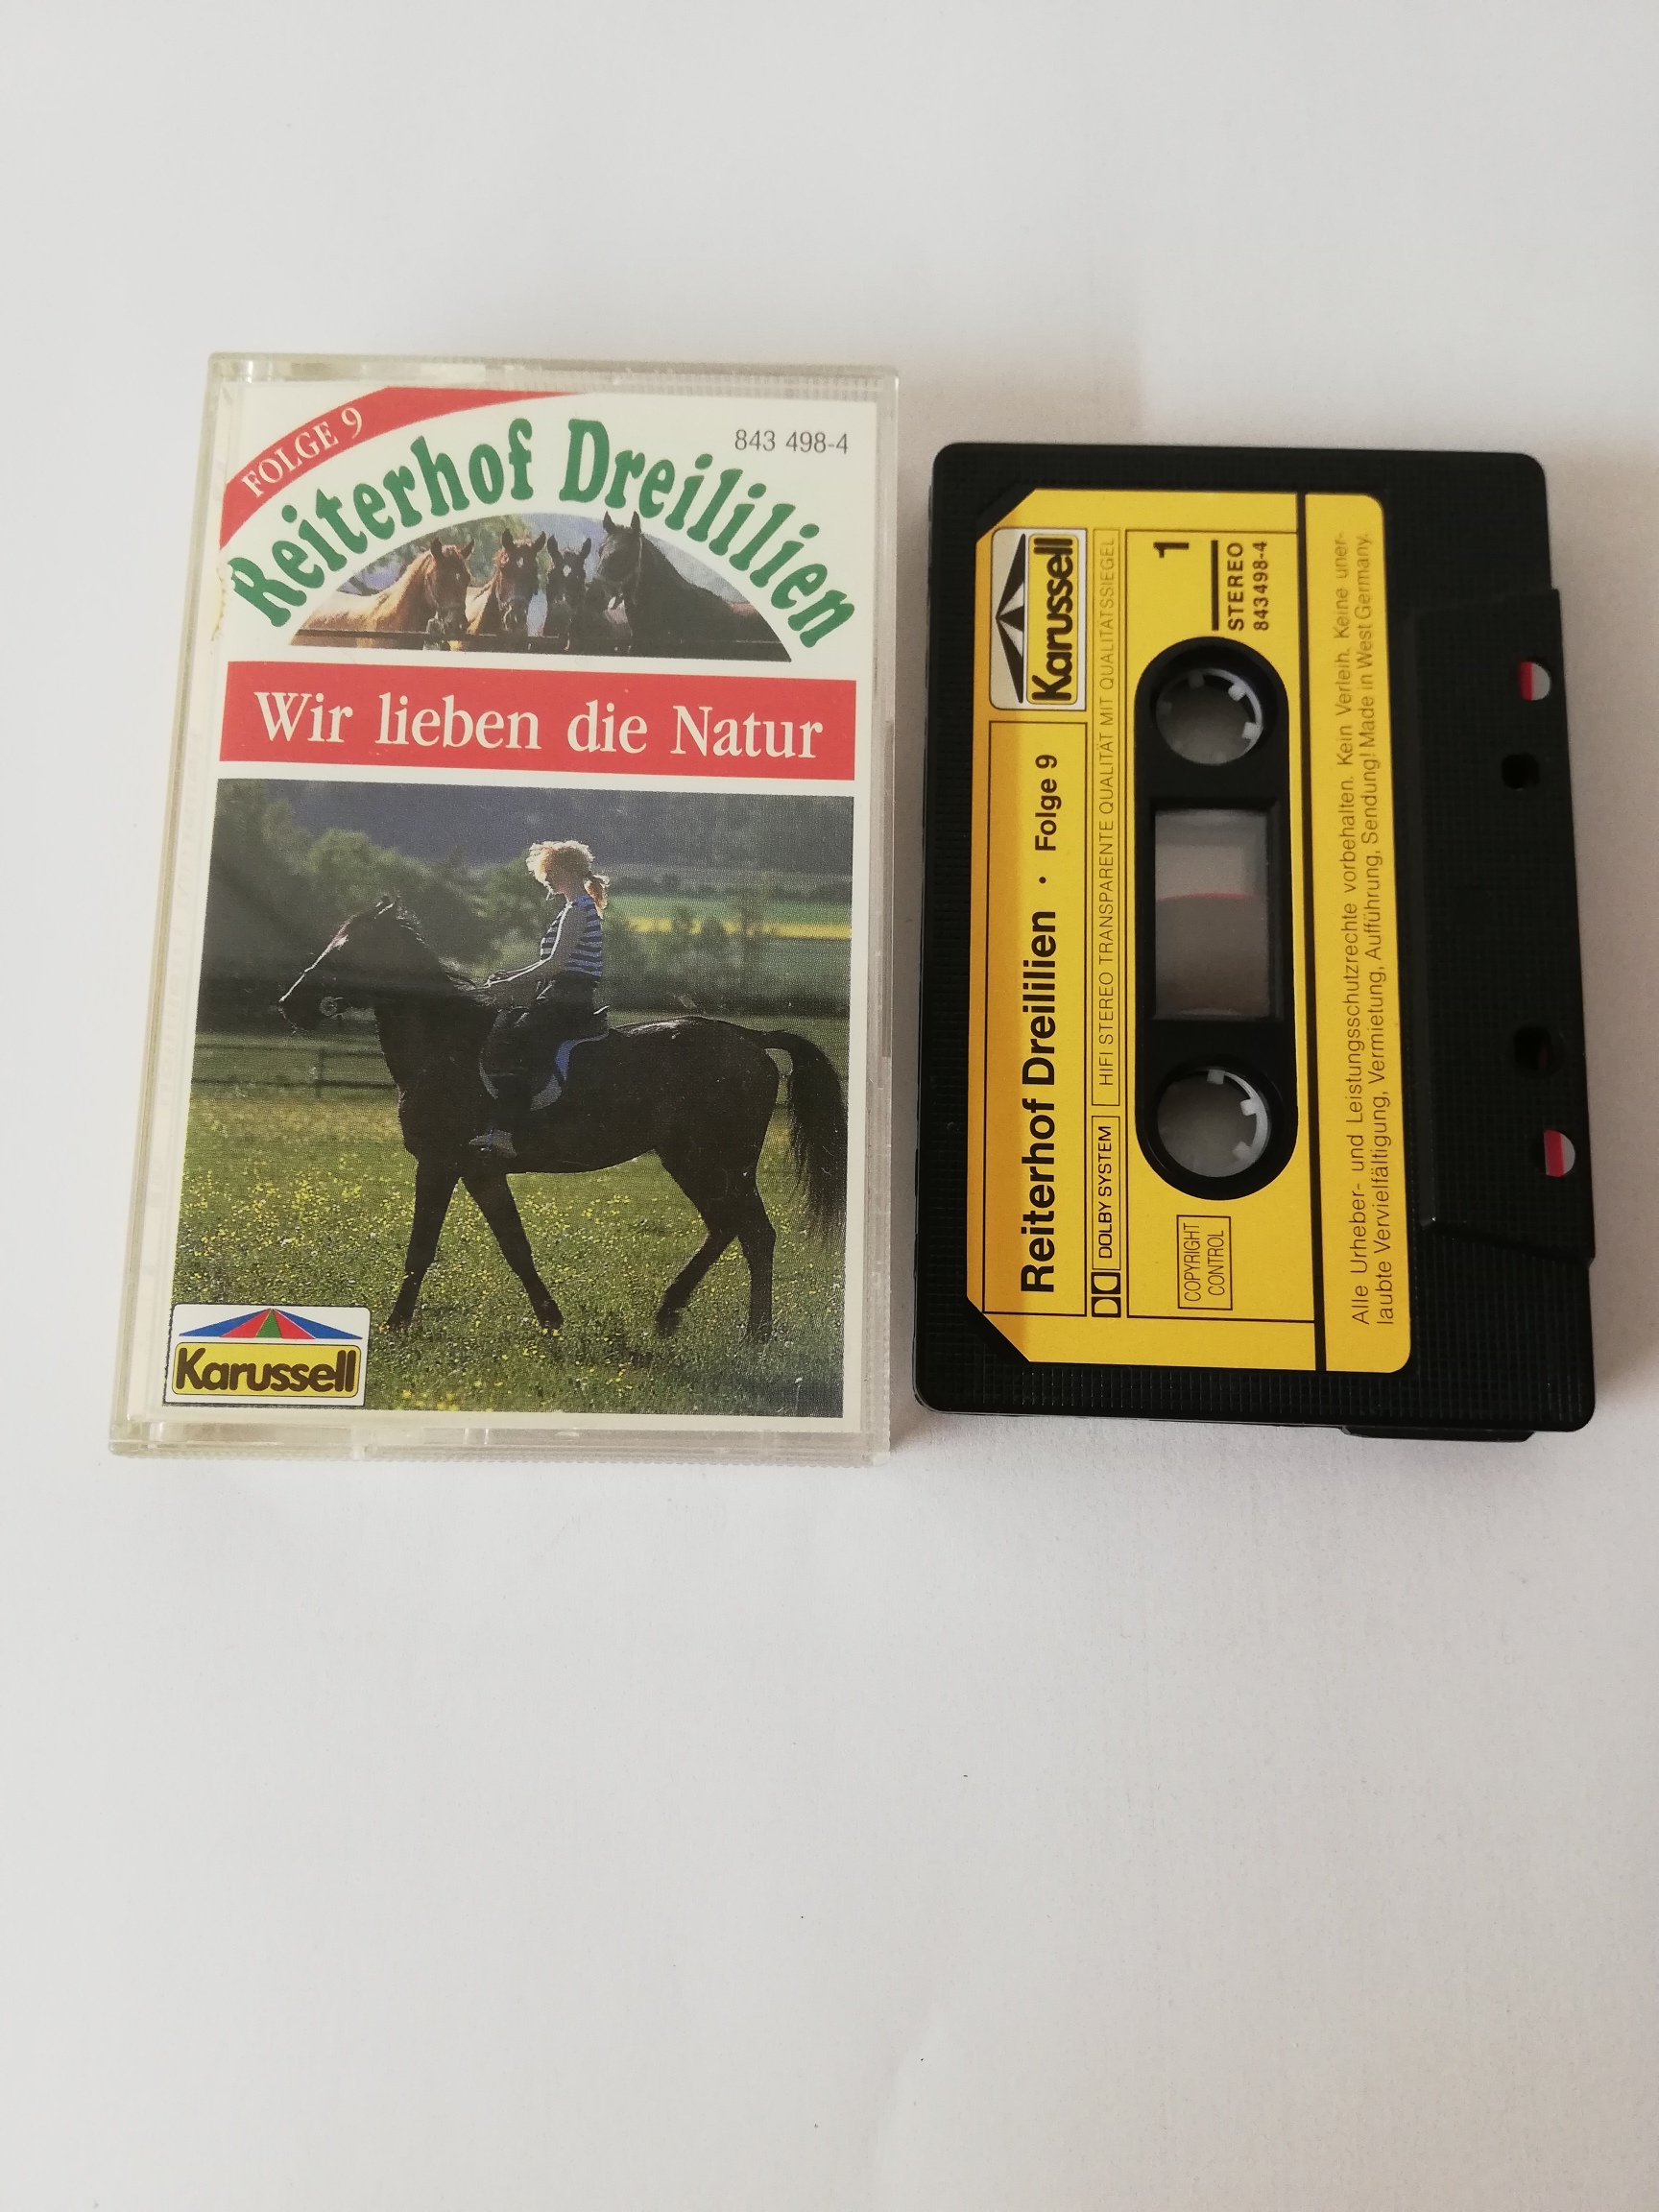 FOLGE 9
Reiterhof Dreililien
843 498-4
Wir lieben die Natur
Karussell
Karussell
Reiterhof Dreililien · Folge 9
DOLBY SYSTEM
HIFI STEREO TRANSPARENTE QUALITÄT MIT QUALITÄTSSIEGEL
COPYRIGHT
CONTROL
1
STEREO
843498-4
Alle Urheber- und Leistungsschutzrechte vorbehalten. Kein Verleih. Keine uner-
laubte Vervielfältigung, Vermietung, Aufführung, Sendung! Made in West Germany.